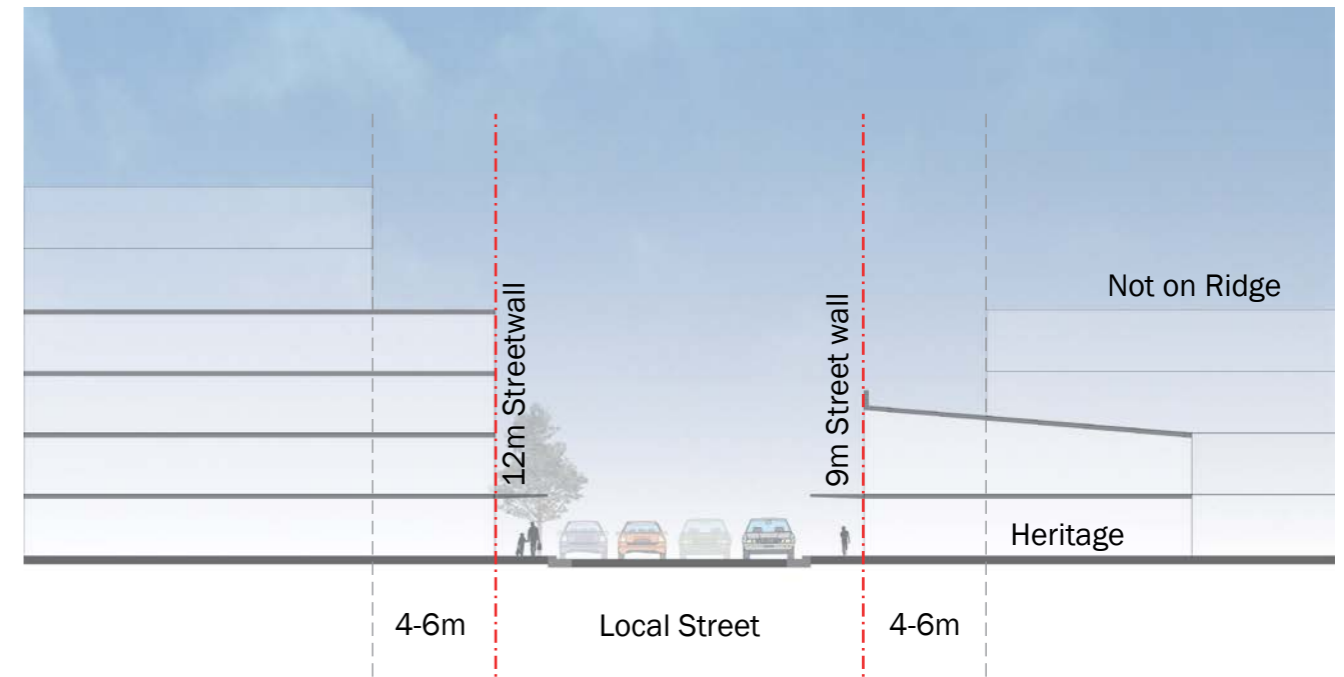 Not on Ridge
12m Streetwall
9m Street wall
Heritage
4-6m
Local Street
4-6m